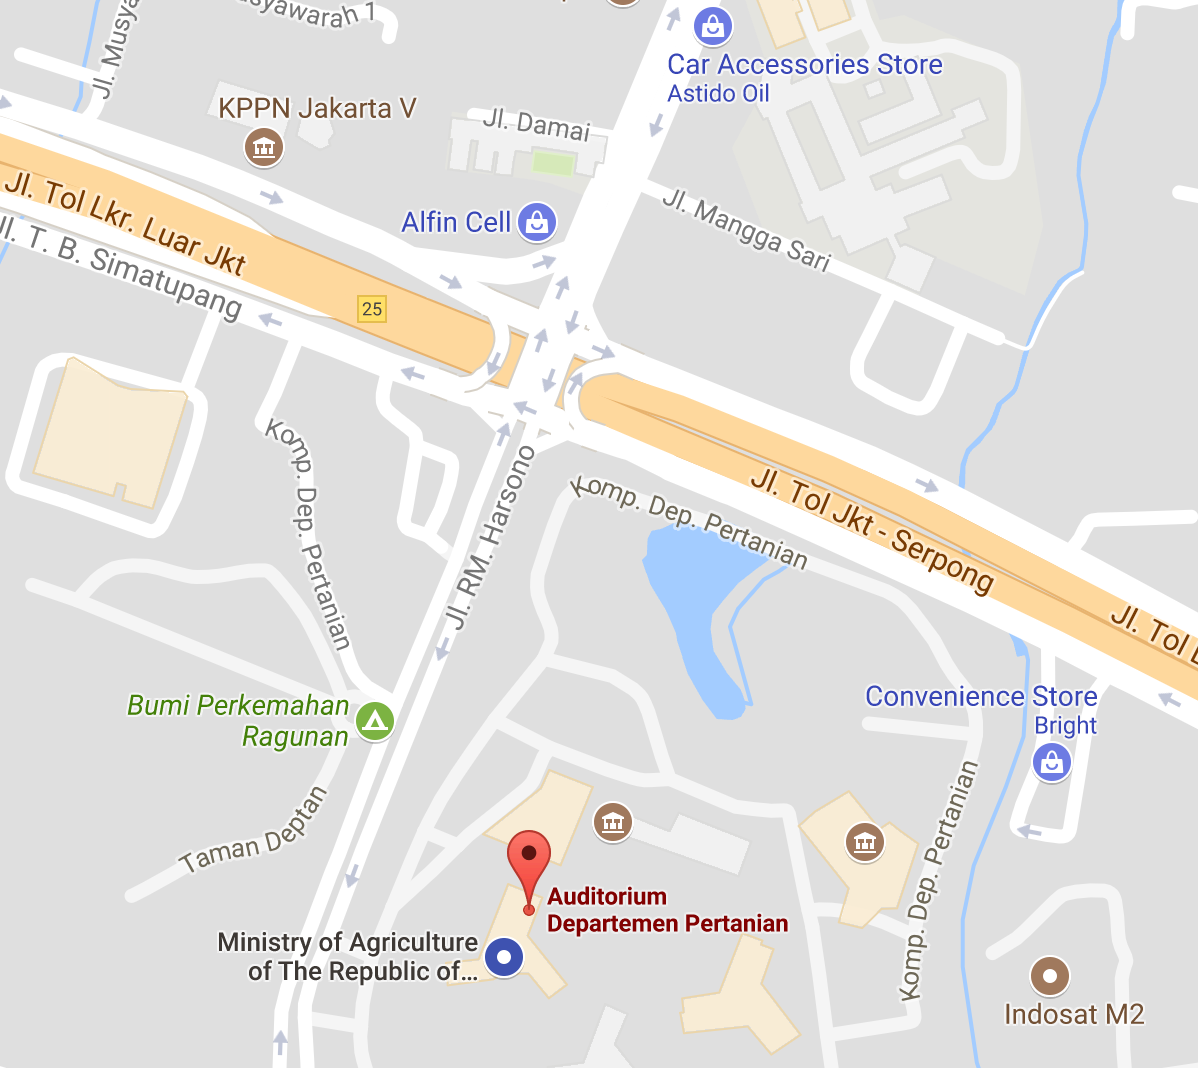 usyawarah 1
Jl. Musya
Car Accessories Store
Astido Oil
KPPN Jakarta V
Jl. Damai
Jl. Mangga Sari
Alfin Cell
Jl. Tol Lkr. Luar Jkt
Jl. T. B. Simatupang
25
Komp. Dep. Pertanian
Jl. RM. Harsono
Komp. Dep. Pertanian
Jl. Tol Jkt - Serpong
Jl. Tol L
Bumi Perkemahan
Ragunan
Convenience Store
Bright
Taman Deptan
Komp. Dep. Pertanian
Auditorium
Departemen Pertanian
Ministry of Agriculture
of The Republic of...
Indosat M2